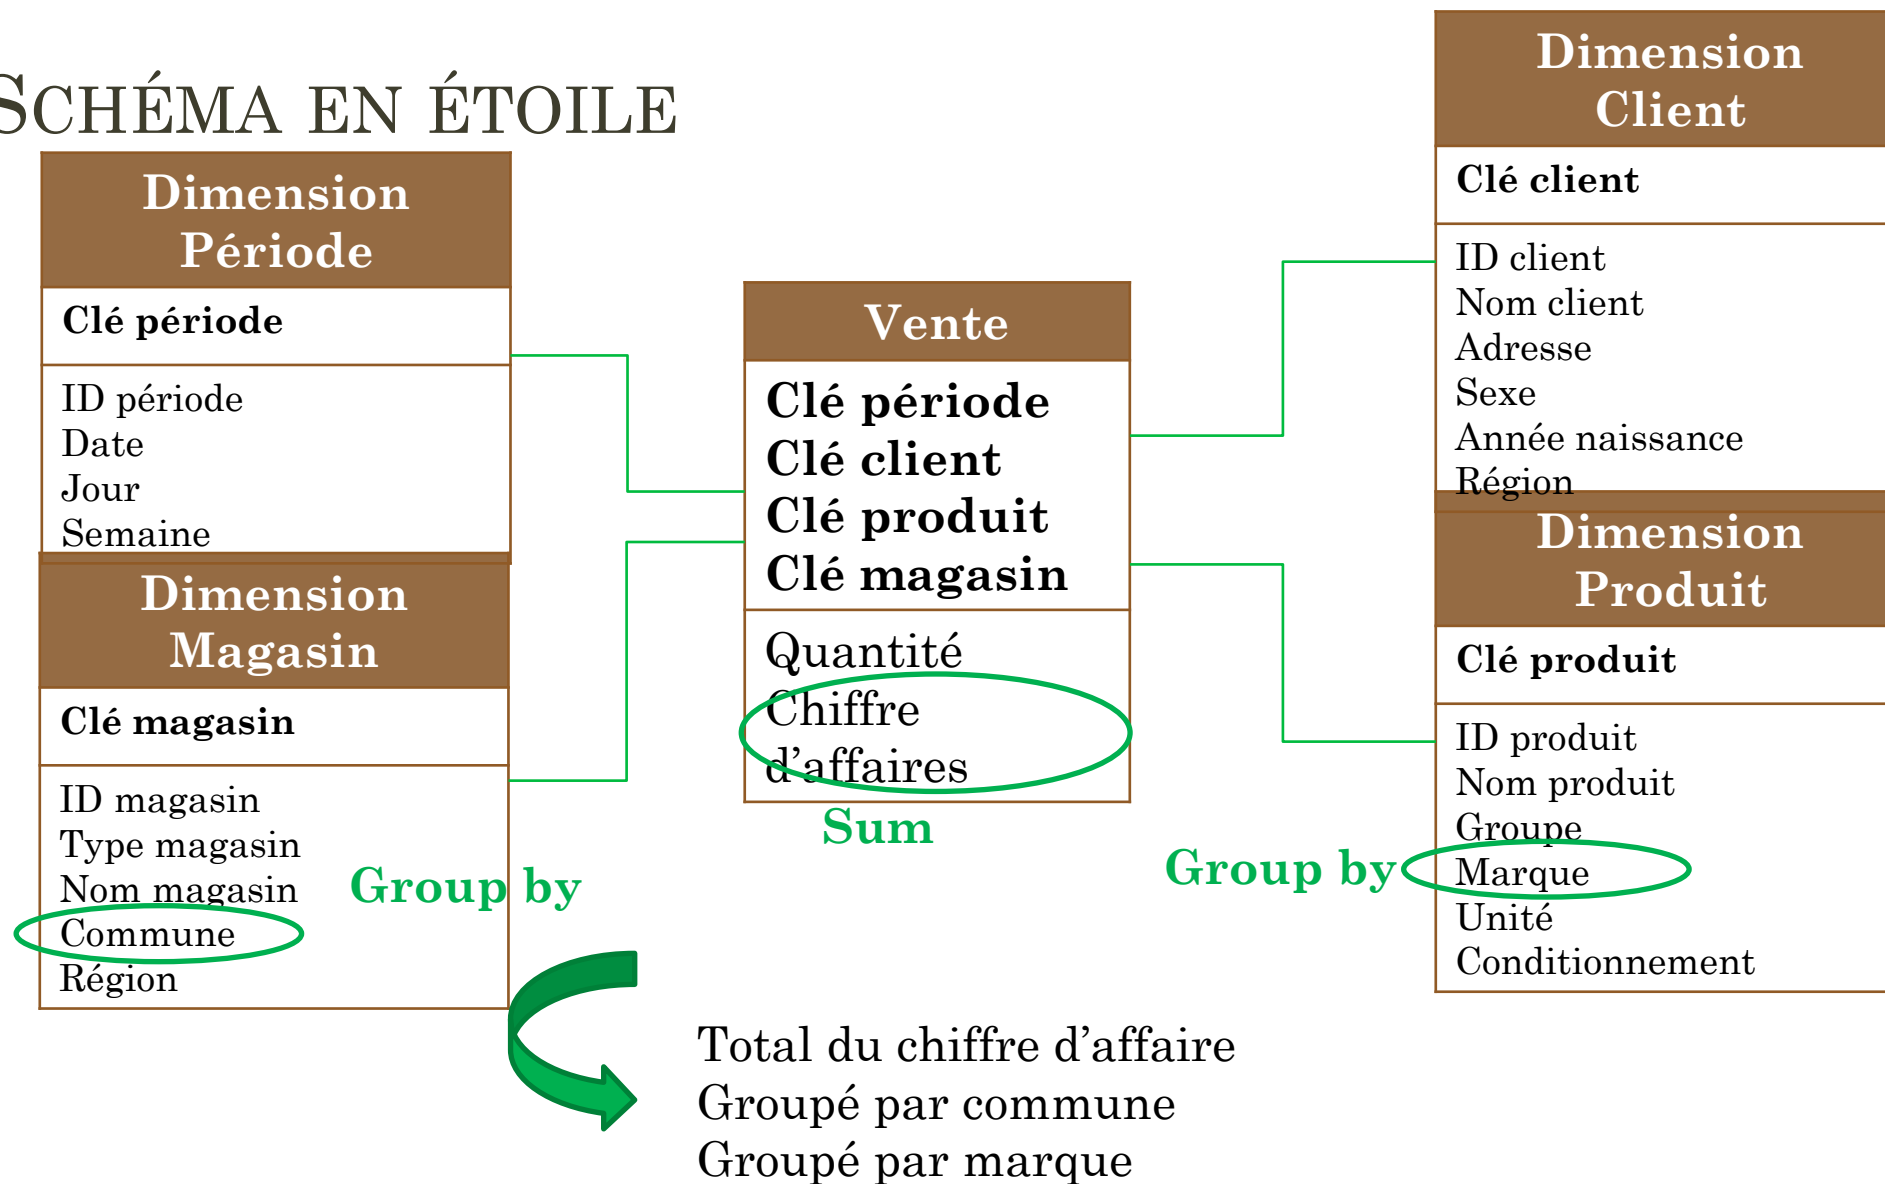 SCHÉMA EN ÉTOILE
Dimension
Période
Clé période
ID période
Date
Jour
Semaine
Dimension
Magasin
Clé magasin
ID magasin
Type magasin
Nom magasin
Commune
Région
Group by
Vente
Clé période
Clé client
Clé produit
Clé magasin
Quantité
Chiffre
d’affaires
Sum
Dimension
Client
Clé client
ID client
Nom client
Adresse
Sexe
Année naissance
Région
Dimension
Produit
Clé produit
ID produit
Nom produit
Groupe
Marque
Unité
Conditionnement
Group by
Total du chiffre d’affaire
Groupé par commune
Groupé par marque